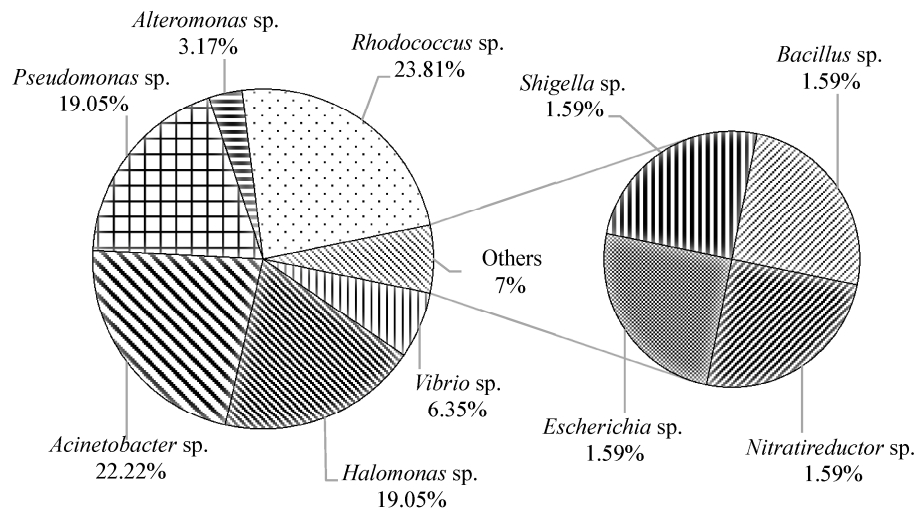 Alteromonas sp.
3.17%
Rhodococcus sp.
23.81%
Pseudomonas sp.
19.05%
Others
7%
Vibrio sp.
6.35%
Acinetobacter sp.
22.22%
Halomonas sp.
19.05%
Bacillus sp.
1.59%
Shigella sp.
1.59%
Escherichia sp.
1.59%
Nitratireductor sp.
1.59%